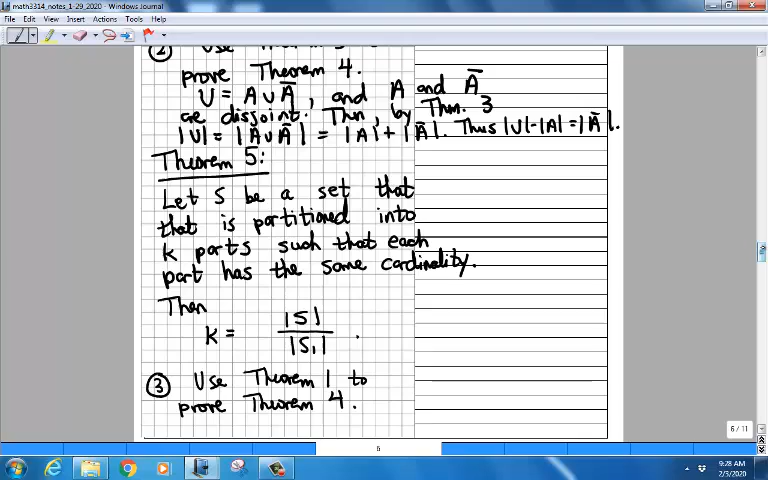 math3314_notes_1-29_2020 - Windows Journal
File Edit View Insert Actions Tools Help
② Use
prove Theorem 4.
U = A ∪ Ā, and A and Ā
are disjoint. Then, by Thm. 3
|U| = |A ∪ Ā| = |A| + |Ā|. Thus |U|-|A| = |Ā|.
Theorem 5:
Let S be a set that
that is partitioned into
k parts such that each
part has the same cardinality.
Then
k = |S| / |S₁| .
③ Use Theorem 1 to
prove Theorem 4.
6 / 11
6
9:28 AM
2/3/2020